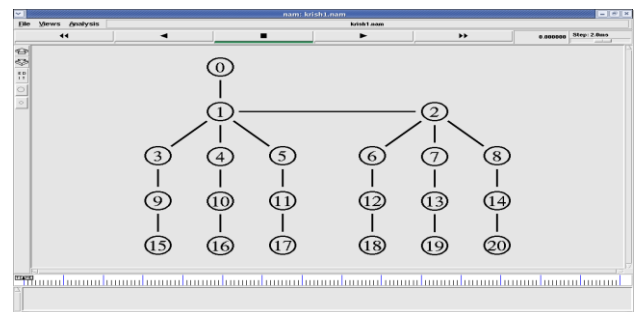 nam: krish1.nam
File Views Analysis krish1.nam
0.000000 Step: 2.0ms
0
1 2
3 4 5 6 7 8
9 10 11 12 13 14
15 16 17 18 19 20